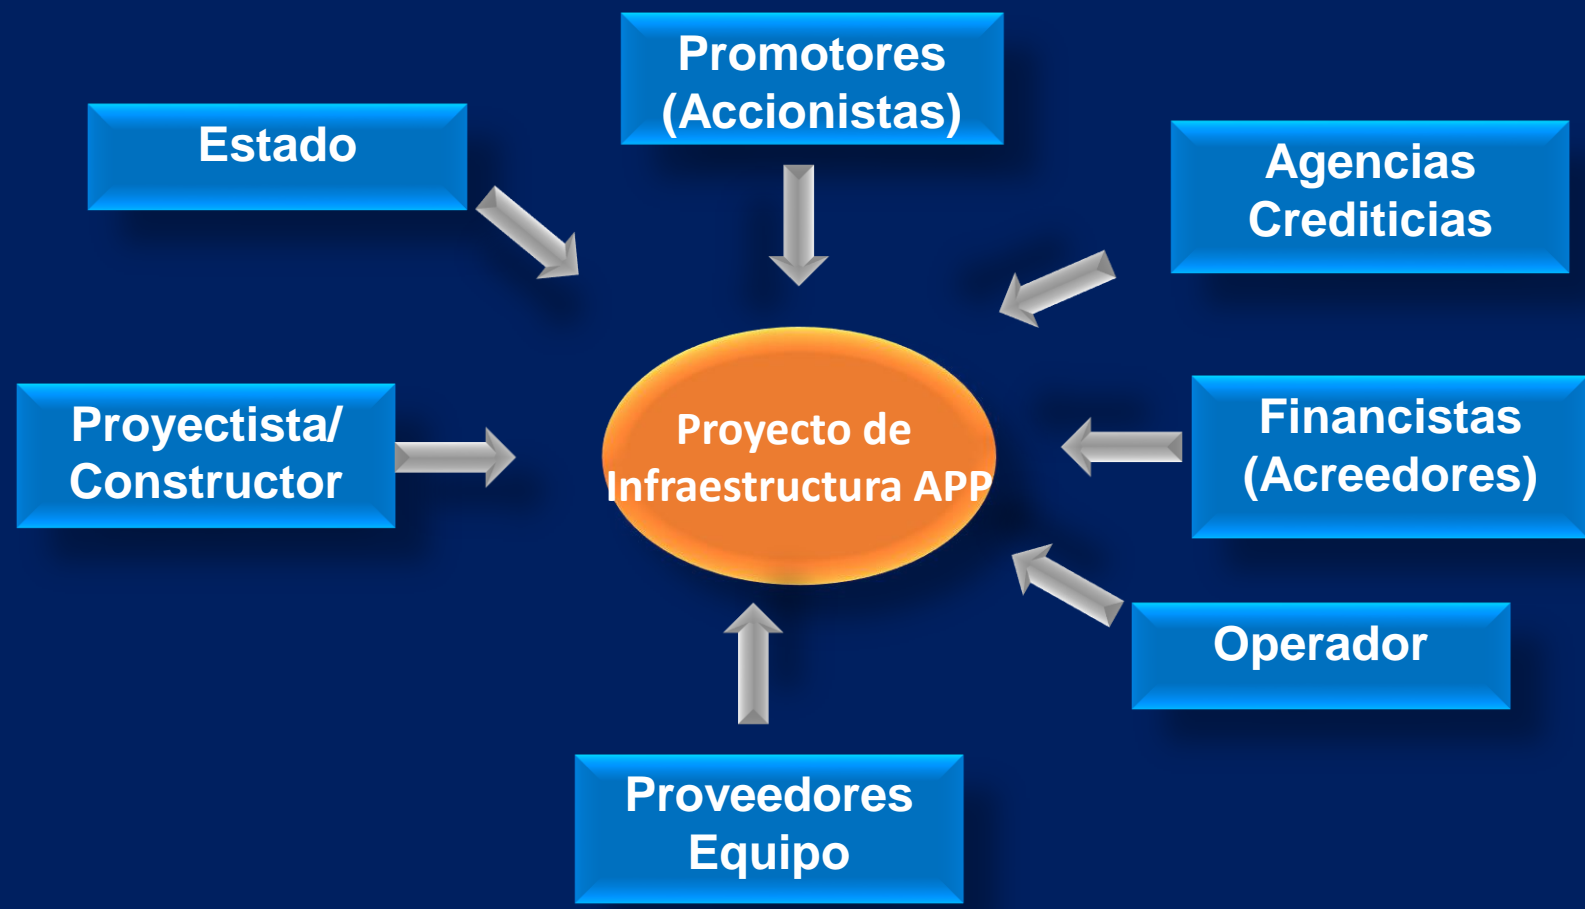 Promotores
(Accionistas)
Estado
Agencias
Crediticias
Proyectista/
Constructor
Proyecto de
Infraestructura APP
Financistas
(Acreedores)
Operador
Proveedores
Equipo